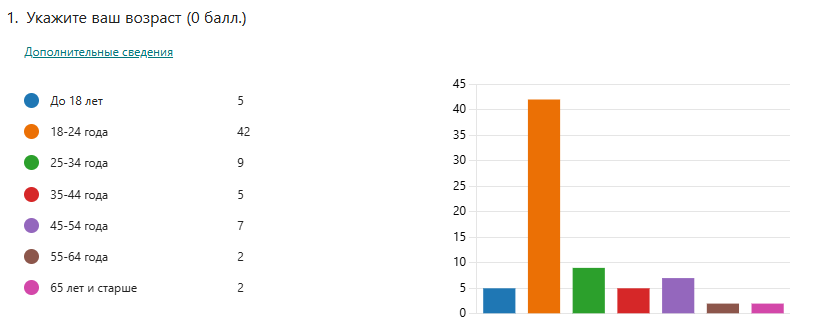 1. Укажите ваш возраст (0 балл.)
Дополнительные сведения
До 18 лет 5
18-24 года 42
25-34 года 9
35-44 года 5
45-54 года 7
55-64 года 2
65 лет и старше 2
45
40
35
30
25
20
15
10
5
0